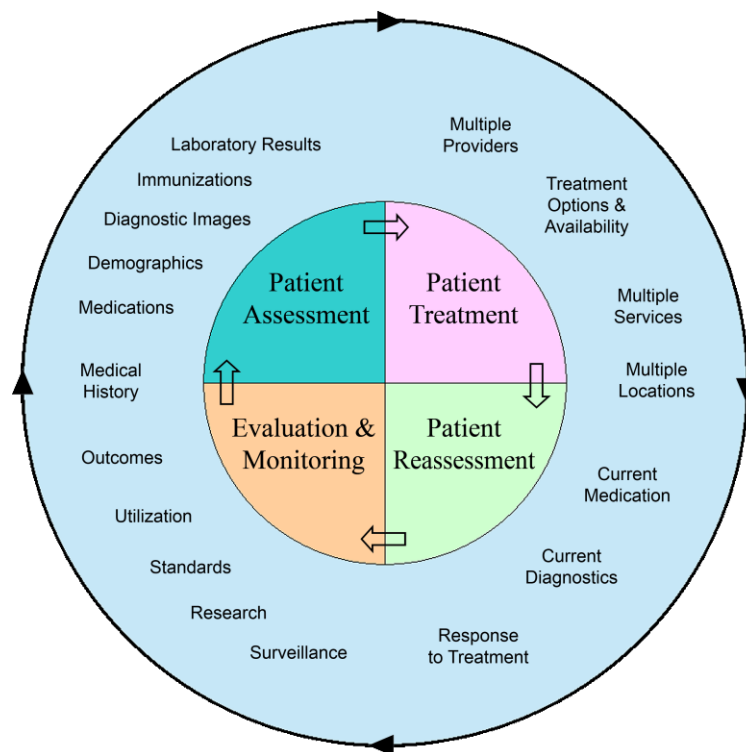 Laboratory Results
Immunizations
Diagnostic Images
Demographics
Medications
Medical
History
Multiple
Providers
Treatment
Options &
Availability
Multiple
Services
Multiple
Locations
Patient
Assessment
Patient
Treatment
Evaluation &
Monitoring
Patient
Reassessment
Outcomes
Utilization
Standards
Research
Surveillance
Current
Medication
Current
Diagnostics
Response
to Treatment